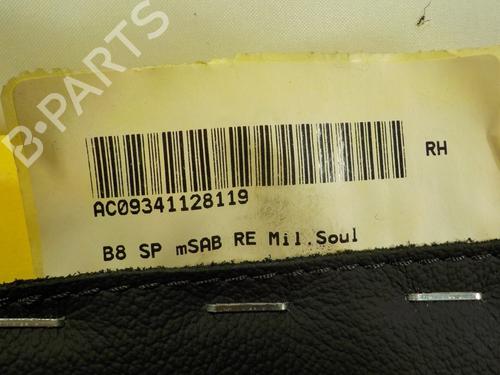 B-PARTS
RH
AC09341128119
B8 SP mSAB RE Mil.Soul